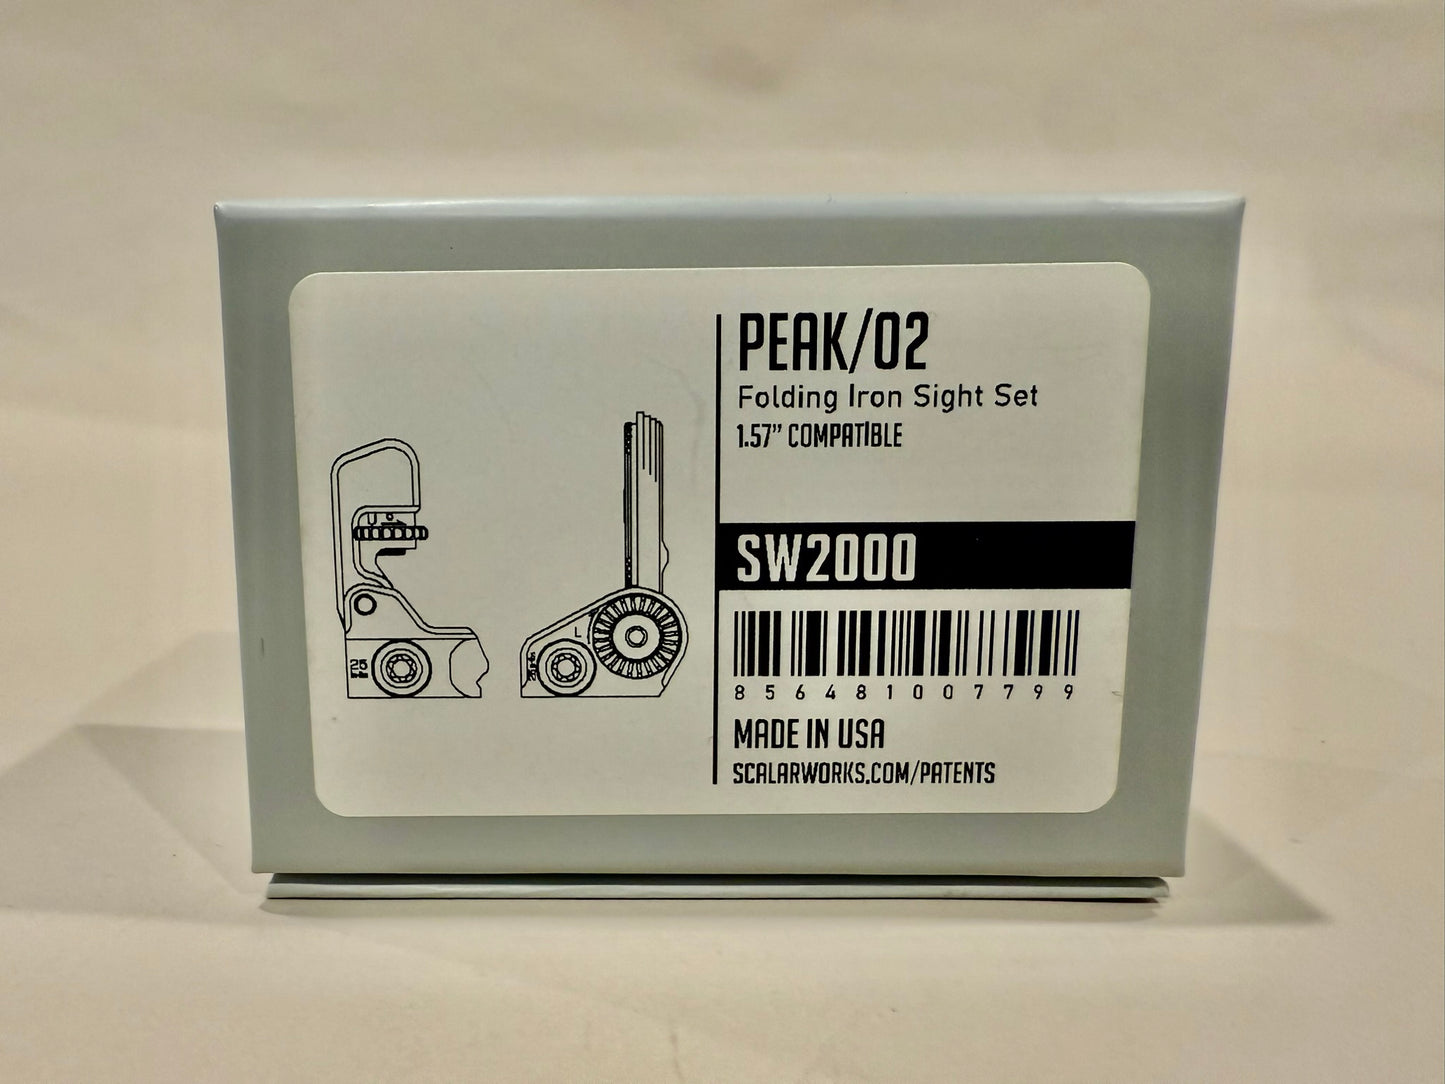 PEAK/02
Folding Iron Sight Set
1.57" COMPATIBLE
SW2000
856481007799
MADE IN USA
SCALARWORKS.COM/PATENTS
L